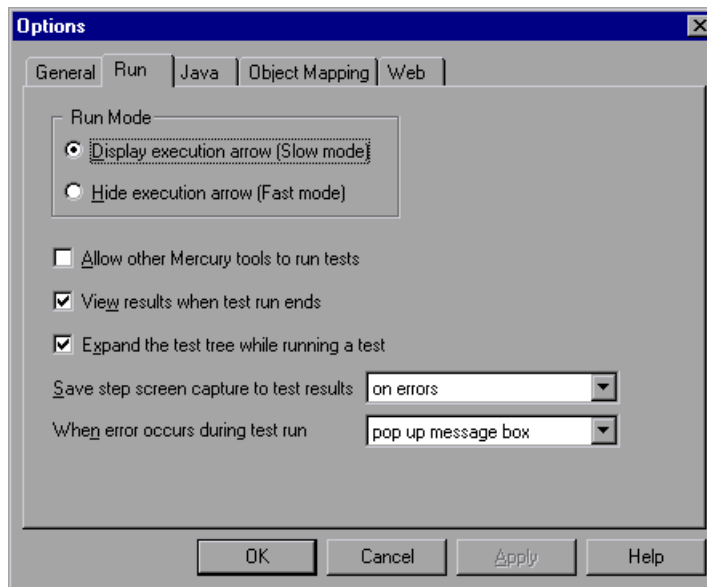 Options
General Run Java Object Mapping Web
Run Mode
Display execution arrow (Slow mode)
Hide execution arrow (Fast mode)
Allow other Mercury tools to run tests
View results when test run ends
Expand the test tree while running a test
Save step screen capture to test results on errors
When error occurs during test run pop up message box
OK Cancel Apply Help